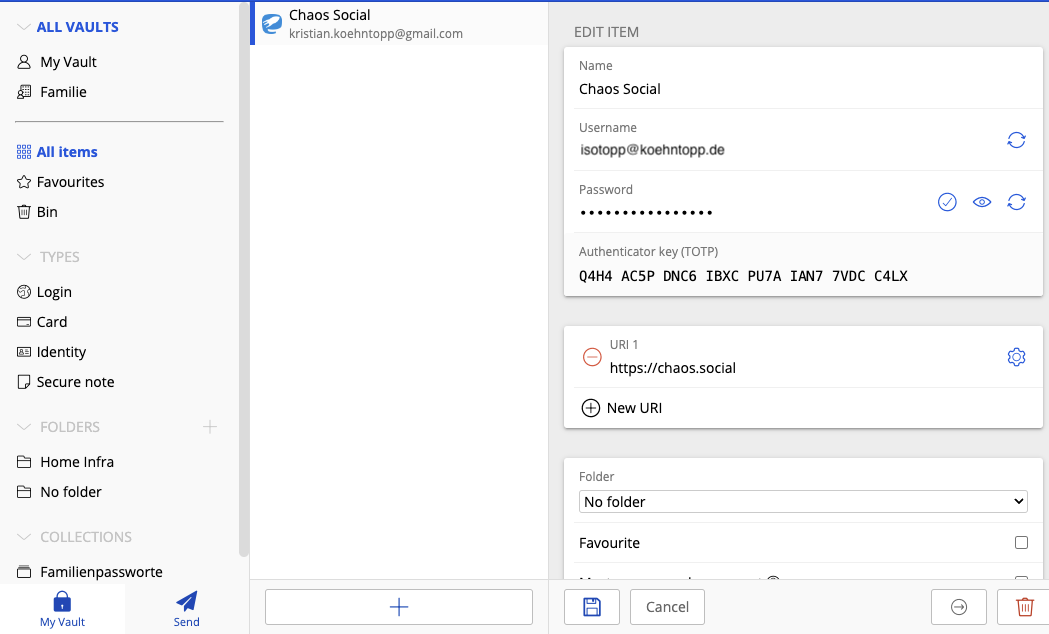 ALL VAULTS
My Vault
Familie
All items
Favourites
Bin
TYPES
Login
Card
Identity
Secure note
FOLDERS
Home Infra
No folder
COLLECTIONS
Familienpassworte
My Vault
Send
Chaos Social
kristian.koehntopp@gmail.com
EDIT ITEM
Name
Chaos Social
Username
isotopp@koehntopp.de
Password
••••••••••••••••
Authenticator key (TOTP)
Q4H4 AC5P DNC6 IBXC PU7A IAN7 7VDC C4LX
URI 1
https://chaos.social
New URI
Folder
No folder
Favourite
Cancel